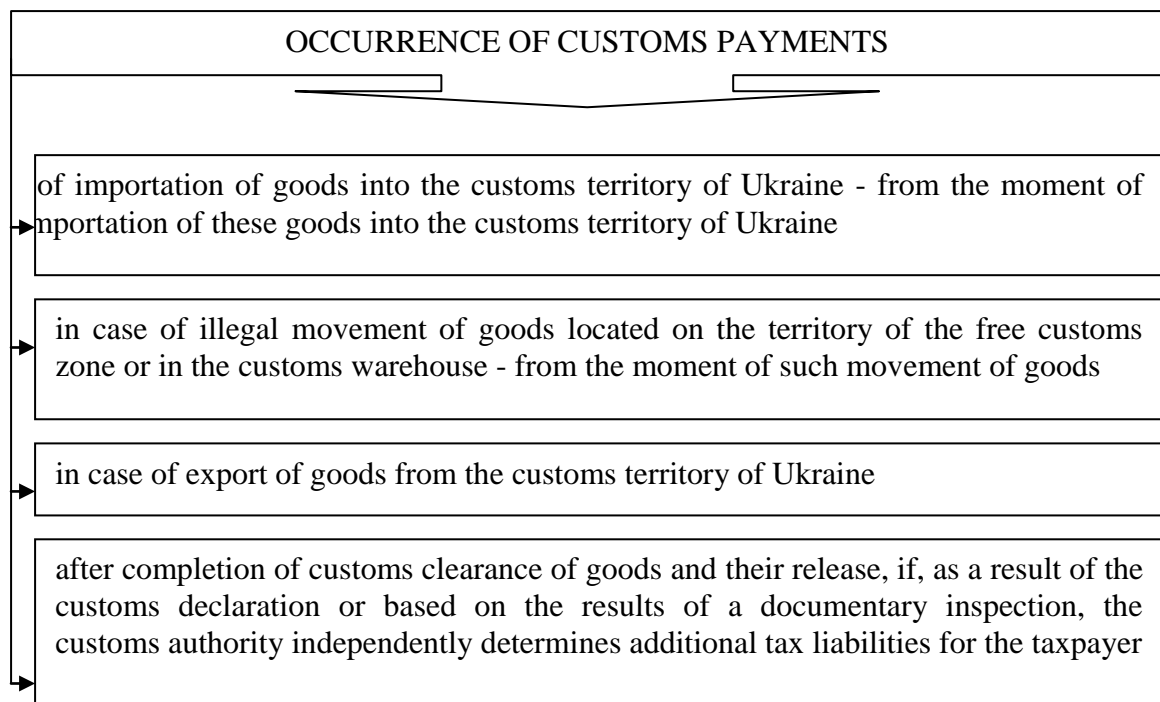 OCCURRENCE OF CUSTOMS PAYMENTS
of importation of goods into the customs territory of Ukraine - from the moment of
mportation of these goods into the customs territory of Ukraine
in case of illegal movement of goods located on the territory of the free customs
zone or in the customs warehouse - from the moment of such movement of goods
in case of export of goods from the customs territory of Ukraine
after completion of customs clearance of goods and their release, if, as a result of the
customs declaration or based on the results of a documentary inspection, the
customs authority independently determines additional tax liabilities for the taxpayer